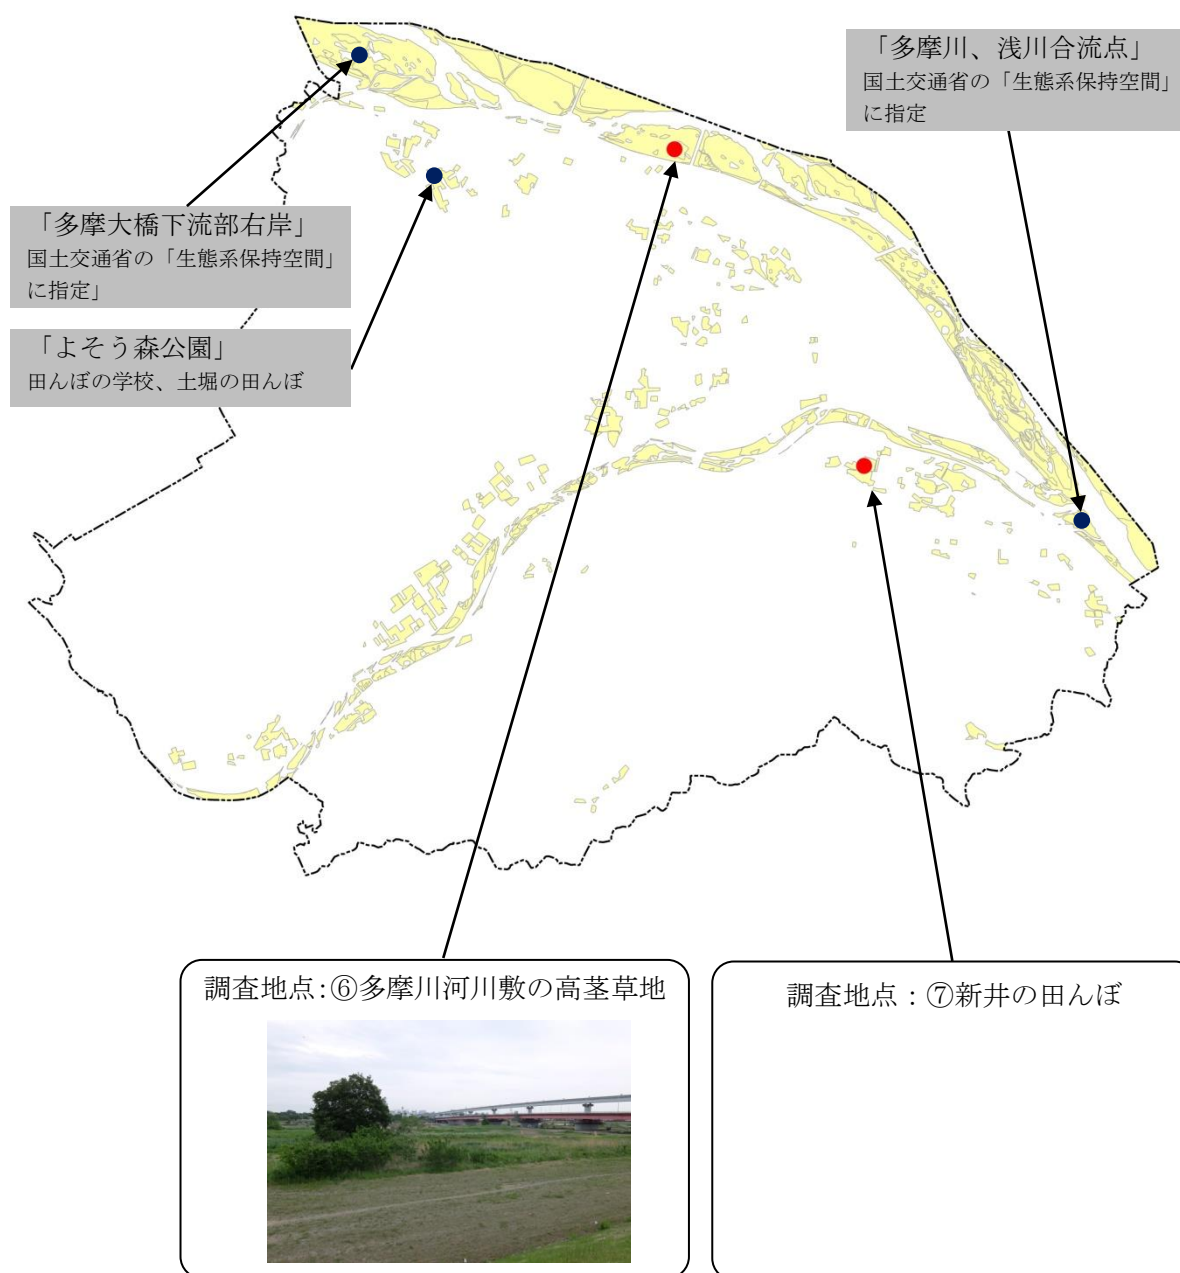 「多摩川、浅川合流点」
国土交通省の「生態系保持空間」
に指定
「多摩大橋下流部右岸」
国土交通省の「生態系保持空間」
に指定」
「よそう森公園」
田んぼの学校、土堀の田んぼ
調査地点:⑥多摩川河川敷の高茎草地
調査地点：⑦新井の田んぼ